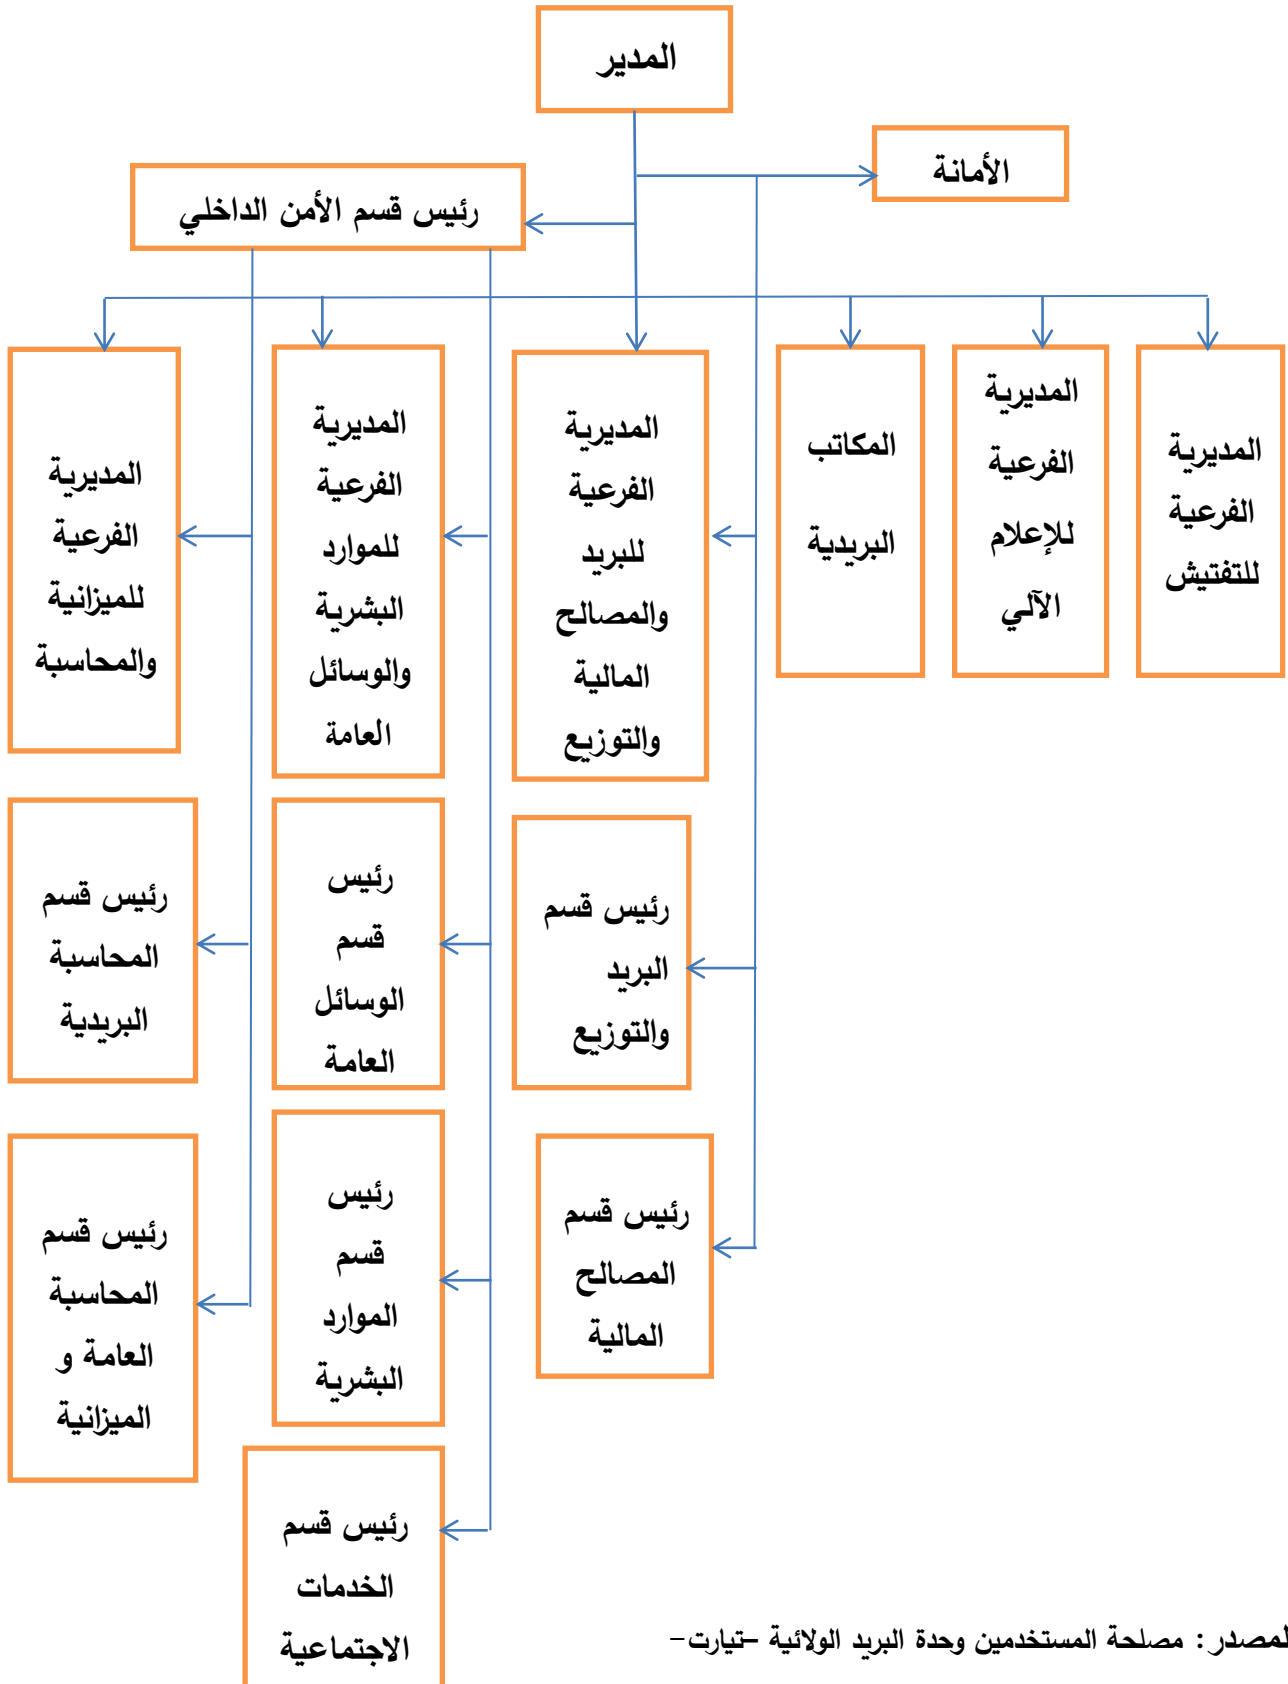 المدير
الأمانة
رئيس قسم الأمن الداخلي
المديرية
الفرعية
للتفتيش
المديرية
الفرعية
للإعلام
الآلي
المكاتب
البريدية
المديرية
الفرعية
للبريد
والمصالح
المالية
والتوزيع
المديرية
الفرعية
للموارد
البشرية
والوسائل
العامة
المديرية
الفرعية
للميزانية
والمحاسبة
رئيس قسم
البريد
والتوزيع
رئيس
قسم
الوسائل
العامة
رئيس قسم
المحاسبة
البريدية
رئيس قسم
المصالح
المالية
رئيس
قسم
الموارد
البشرية
رئيس قسم
المحاسبة
العامة و
الميزانية
رئيس قسم
الخدمات
الاجتماعية
لمصدر: مصلحة المستخدمين وحدة البريد الولائية –تيارت-